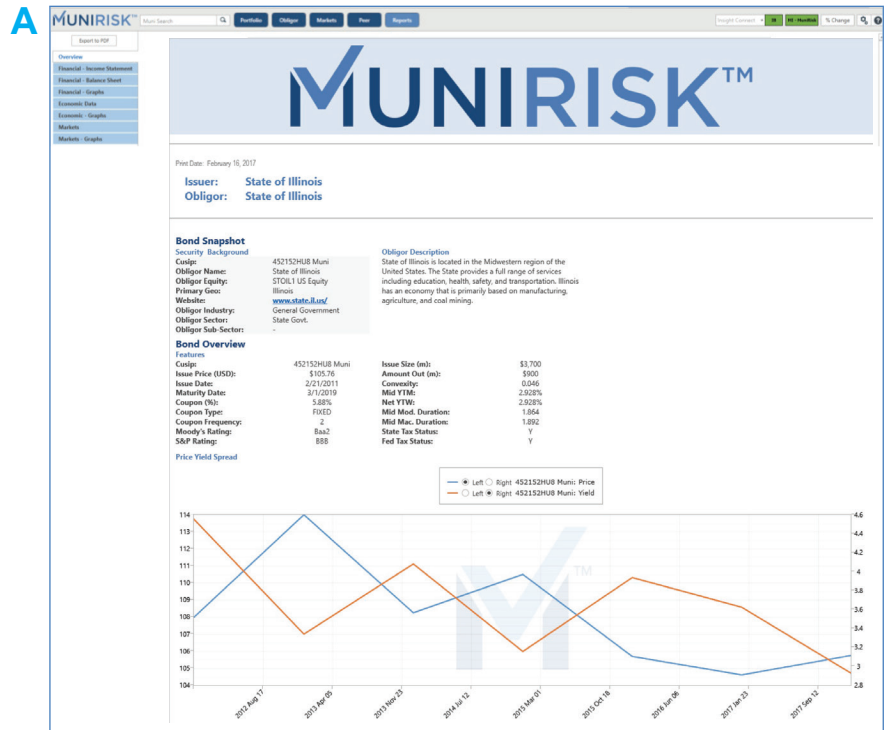 A
MUNIRISK™ Muni Search Portfolio Obligor Markets Peer Reports Insight Connect % Change
Export to PDF
Overview
Financial - Income Statement
Financial - Balance Sheet
Financial - Graphs
Economic Data
Economic - Graphs
Markets
Markets - Graphs
MUNIRISK™
Print Date: February 16, 2017
Issuer: State of Illinois
Obligor: State of Illinois
Bond Snapshot
Security Background
Cusip: 452152HU8 Muni
Obligor Name: State of Illinois
Obligor Equity: STOIL1 US Equity
Primary Geo: Illinois
Website: www.state.il.us/
Obligor Industry: General Government
Obligor Sector: State Govt.
Obligor Sub-Sector: -
Obligor Description
State of Illinois is located in the Midwestern region of the
United States. The State provides a full range of services
including education, health, safety, and transportation. Illinois
has an economy that is primarily based on manufacturing,
agriculture, and coal mining.
Bond Overview
Features
Cusip: 452152HU8 Muni
Issue Price (USD): $105.76
Issue Date: 2/21/2011
Maturity Date: 3/1/2019
Coupon (%): 5.88%
Coupon Type: FIXED
Coupon Frequency: 2
Moody's Rating: Baa2
S&P Rating: BBB
Issue Size (m): $3,700
Amount Out (m): $900
Convexity: 0.046
Mid YTM: 2.928%
Net YTW: 2.928%
Mid Mod. Duration: 1.864
Mid Mac. Duration: 1.892
State Tax Status: Y
Fed Tax Status: Y
Price Yield Spread
Left Right 452152HU8 Muni: Price
Left Right 452152HU8 Muni: Yield
114
113
112
111
110
109
108
107
106
105
104
4.6
4.4
4.2
4
3.8
3.6
3.4
3.2
3
2.8
TM
2012 Aug 17
2013 Apr 05
2013 Nov 23
2014 Jul 12
2015 Mar 01
2015 Oct 18
2016 Jun 06
2017 Jan 23
2017 Sep 12